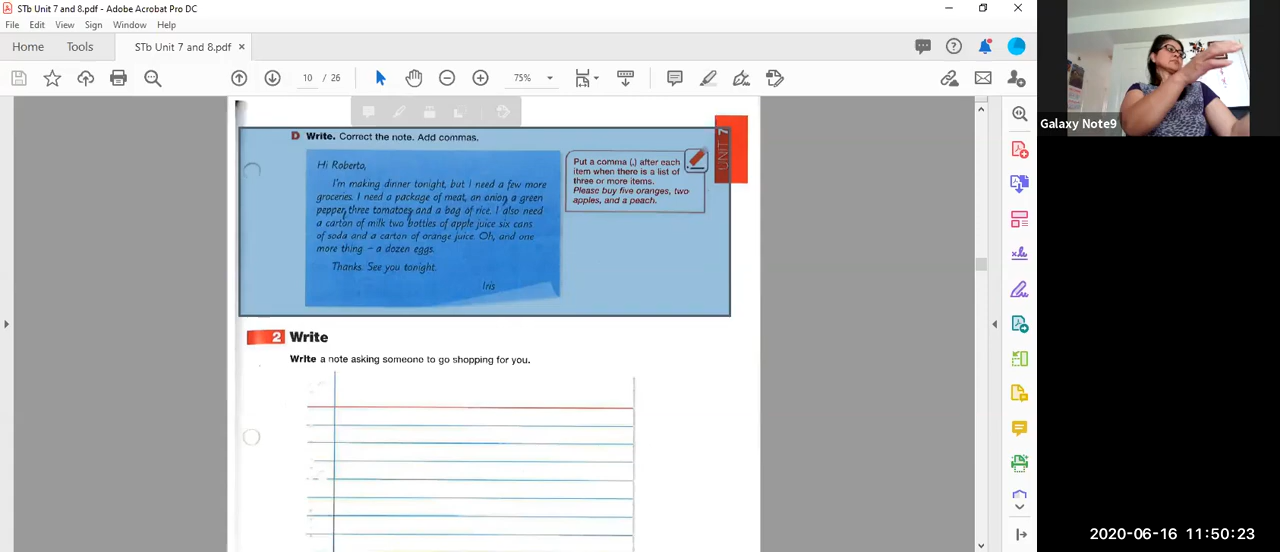 STb Unit 7 and 8.pdf - Adobe Acrobat Pro DC
File Edit View Sign Window Help
Home Tools STb Unit 7 and 8.pdf ×
10 / 26 75%
D Write. Correct the note. Add commas.
UNIT 7
Hi Roberto,
I'm making dinner tonight, but I need a few more
groceries. I need a package of meat, an onion, a green
pepper, three tomatoes, and a bag of rice. I also need
a carton of milk two bottles of apple juice six cans
of soda and a carton of orange juice. Oh, and one
more thing – a dozen eggs.
Thanks. See you tonight.
Iris
Put a comma (,) after each
item when there is a list of
three or more items.
Please buy five oranges, two
apples, and a peach.
2 Write
Write a note asking someone to go shopping for you.
Galaxy Note9
2020-06-16 11:50:23